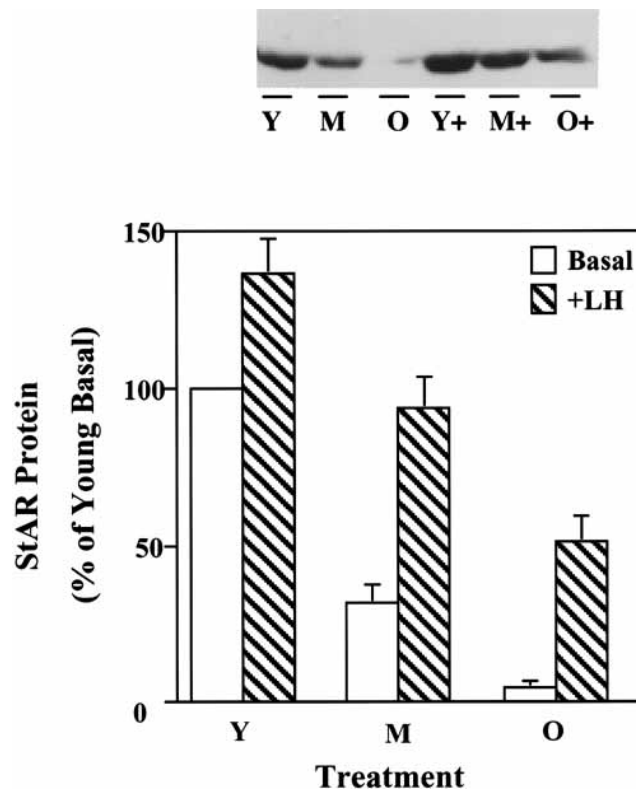 Y M O Y+ M+ O+
150
Basal
+LH
100
StAR Protein
(% of Young Basal)
50
0
Y M O
Treatment